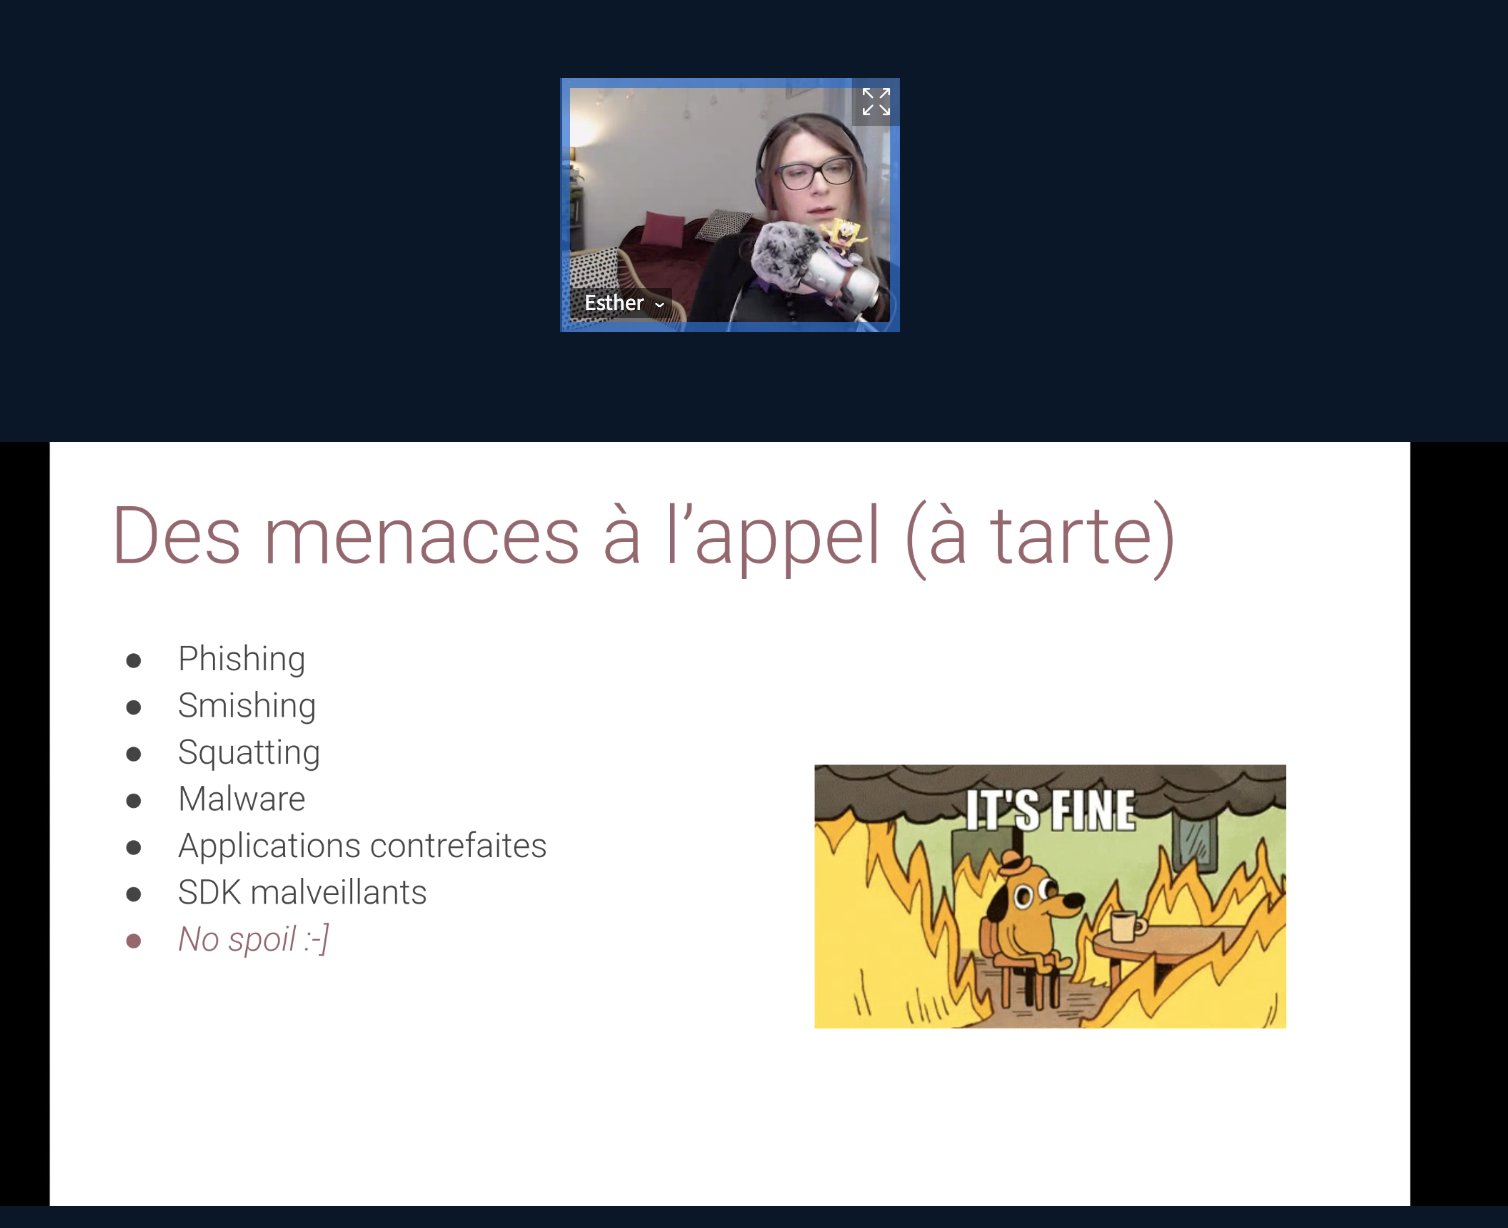 Esther
Des menaces à l’appel (à tarte)
Phishing
Smishing
Squatting
Malware
Applications contrefaites
SDK malveillants
No spoil :-]
IT'S FINE